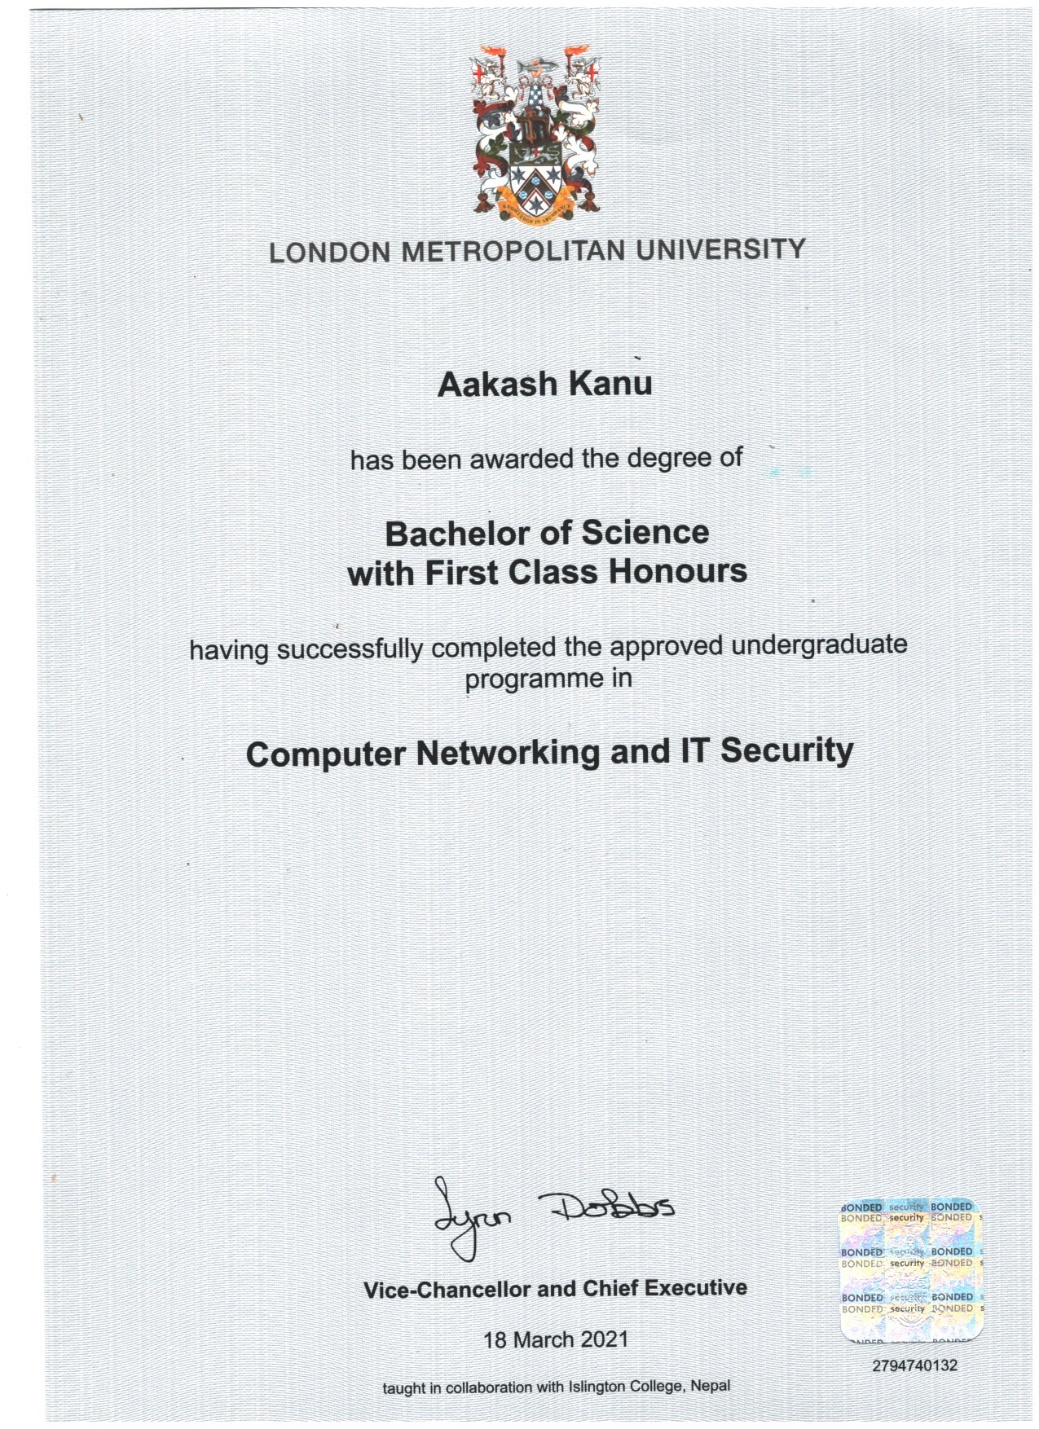 LONDON METROPOLITAN UNIVERSITY
Aakash Kanu
has been awarded the degree of
Bachelor of Science
with First Class Honours
having successfully completed the approved undergraduate
programme in
Computer Networking and IT Security
Lynn Dobbs
Vice-Chancellor and Chief Executive
18 March 2021
taught in collaboration with Islington College, Nepal
BONDED security BONDED
BONDED security BONDED s
BONDED security BONDED s
BONDED security BONDED s
BONDED security BONDED s
BONDED security BONDED s
BONDED BONDED
2794740132